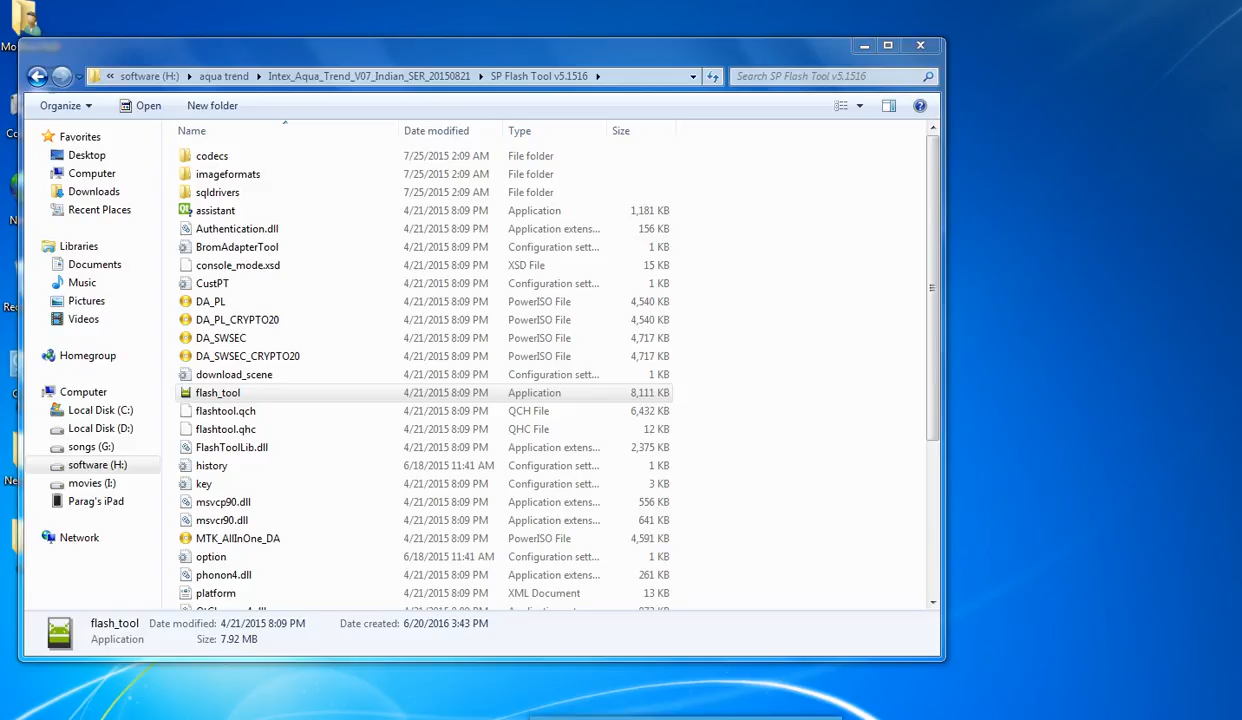 Mo
software (H:) aqua trend Intex_Aqua_Trend_V07_Indian_SER_20150821 SP Flash Tool v5.1516 Search SP Flash Tool v5.1516
Organize Open New folder
Name Date modified Type Size
Favorites
Desktop
Computer
Downloads
Recent Places
Libraries
Documents
Music
Pictures
Videos
Homegroup
Computer
Local Disk (C:)
Local Disk (D:)
songs (G:)
software (H:)
movies (I:)
Parag's iPad
Network
codecs 7/25/2015 2:09 AM File folder
imageformats 7/25/2015 2:09 AM File folder
sqldrivers 7/25/2015 2:09 AM File folder
assistant 4/21/2015 8:09 PM Application 1,181 KB
Authentication.dll 4/21/2015 8:09 PM Application extens... 156 KB
BromAdapterTool 4/21/2015 8:09 PM Configuration sett... 1 KB
console_mode.xsd 4/21/2015 8:09 PM XSD File 15 KB
CustPT 4/21/2015 8:09 PM Configuration sett... 1 KB
DA_PL 4/21/2015 8:09 PM PowerISO File 4,540 KB
DA_PL_CRYPTO20 4/21/2015 8:09 PM PowerISO File 4,540 KB
DA_SWSEC 4/21/2015 8:09 PM PowerISO File 4,717 KB
DA_SWSEC_CRYPTO20 4/21/2015 8:09 PM PowerISO File 4,717 KB
download_scene 4/21/2015 8:09 PM Configuration sett... 1 KB
flash_tool 4/21/2015 8:09 PM Application 8,111 KB
flashtool.qch 4/21/2015 8:09 PM QCH File 6,432 KB
flashtool.qhc 4/21/2015 8:09 PM QHC File 12 KB
FlashToolLib.dll 4/21/2015 8:09 PM Application extens... 2,375 KB
history 6/18/2015 11:41 AM Configuration sett... 1 KB
key 4/21/2015 8:09 PM Configuration sett... 3 KB
msvcp90.dll 4/21/2015 8:09 PM Application extens... 556 KB
msvcr90.dll 4/21/2015 8:09 PM Application extens... 641 KB
MTK_AllInOne_DA 4/21/2015 8:09 PM PowerISO File 4,591 KB
option 6/18/2015 11:41 AM Configuration sett... 1 KB
phonon4.dll 4/21/2015 8:09 PM Application extens... 261 KB
platform 4/21/2015 8:09 PM XML Document 13 KB
flash_tool Date modified: 4/21/2015 8:09 PM Date created: 6/20/2016 3:43 PM
Application Size: 7.92 MB